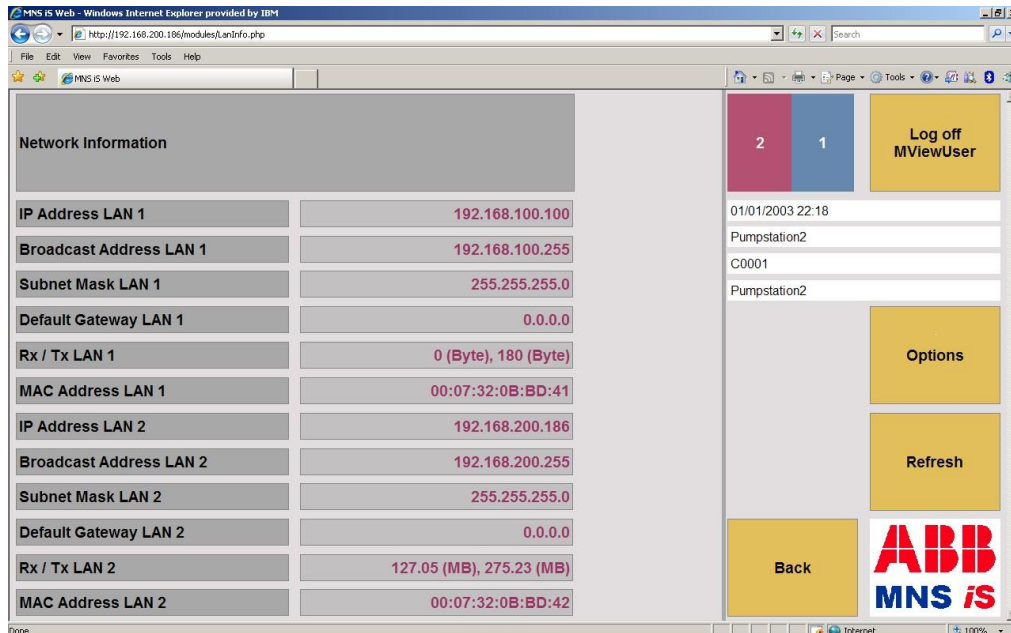 MNS iS Web - Windows Internet Explorer provided by IBM
http://192.168.200.186/modules/LanInfo.php
Search
File Edit View Favorites Tools Help
MNS iS Web
Page Tools
Network Information
2 1
Log off
MViewUser
IP Address LAN 1 192.168.100.100
01/01/2003 22:18
Broadcast Address LAN 1 192.168.100.255
Pumpstation2
C0001
Subnet Mask LAN 1 255.255.255.0
Pumpstation2
Default Gateway LAN 1 0.0.0.0
Rx / Tx LAN 1 0 (Byte), 180 (Byte)
Options
MAC Address LAN 1 00:07:32:0B:BD:41
IP Address LAN 2 192.168.200.186
Broadcast Address LAN 2 192.168.200.255
Refresh
Subnet Mask LAN 2 255.255.255.0
Default Gateway LAN 2 0.0.0.0
Rx / Tx LAN 2 127.05 (MB), 275.23 (MB)
Back
ABB
MNS iS
MAC Address LAN 2 00:07:32:0B:BD:42
Done
Internet
100%